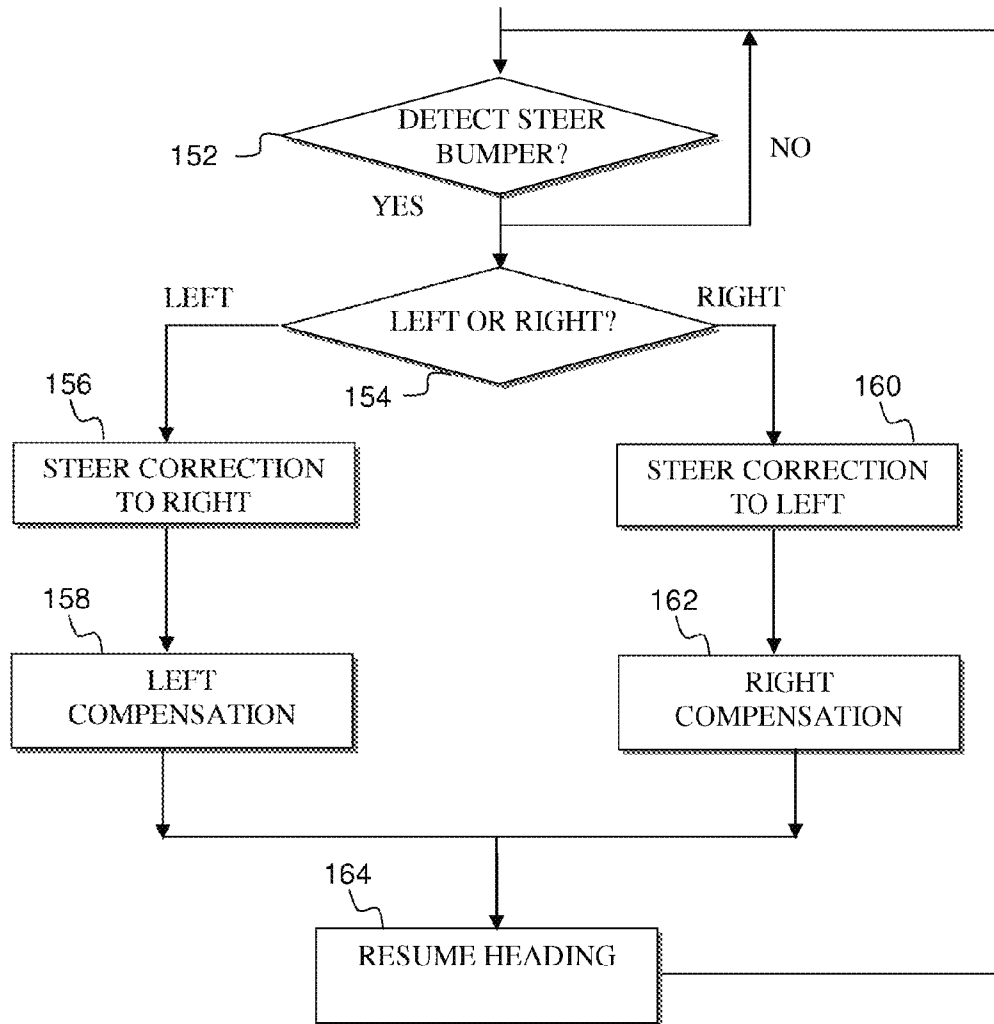 DETECT STEER
BUMPER?
152
NO
YES
LEFT
RIGHT
LEFT OR RIGHT?
154
156
160
STEER CORRECTION
TO RIGHT
STEER CORRECTION
TO LEFT
158
162
LEFT
COMPENSATION
RIGHT
COMPENSATION
164
RESUME HEADING